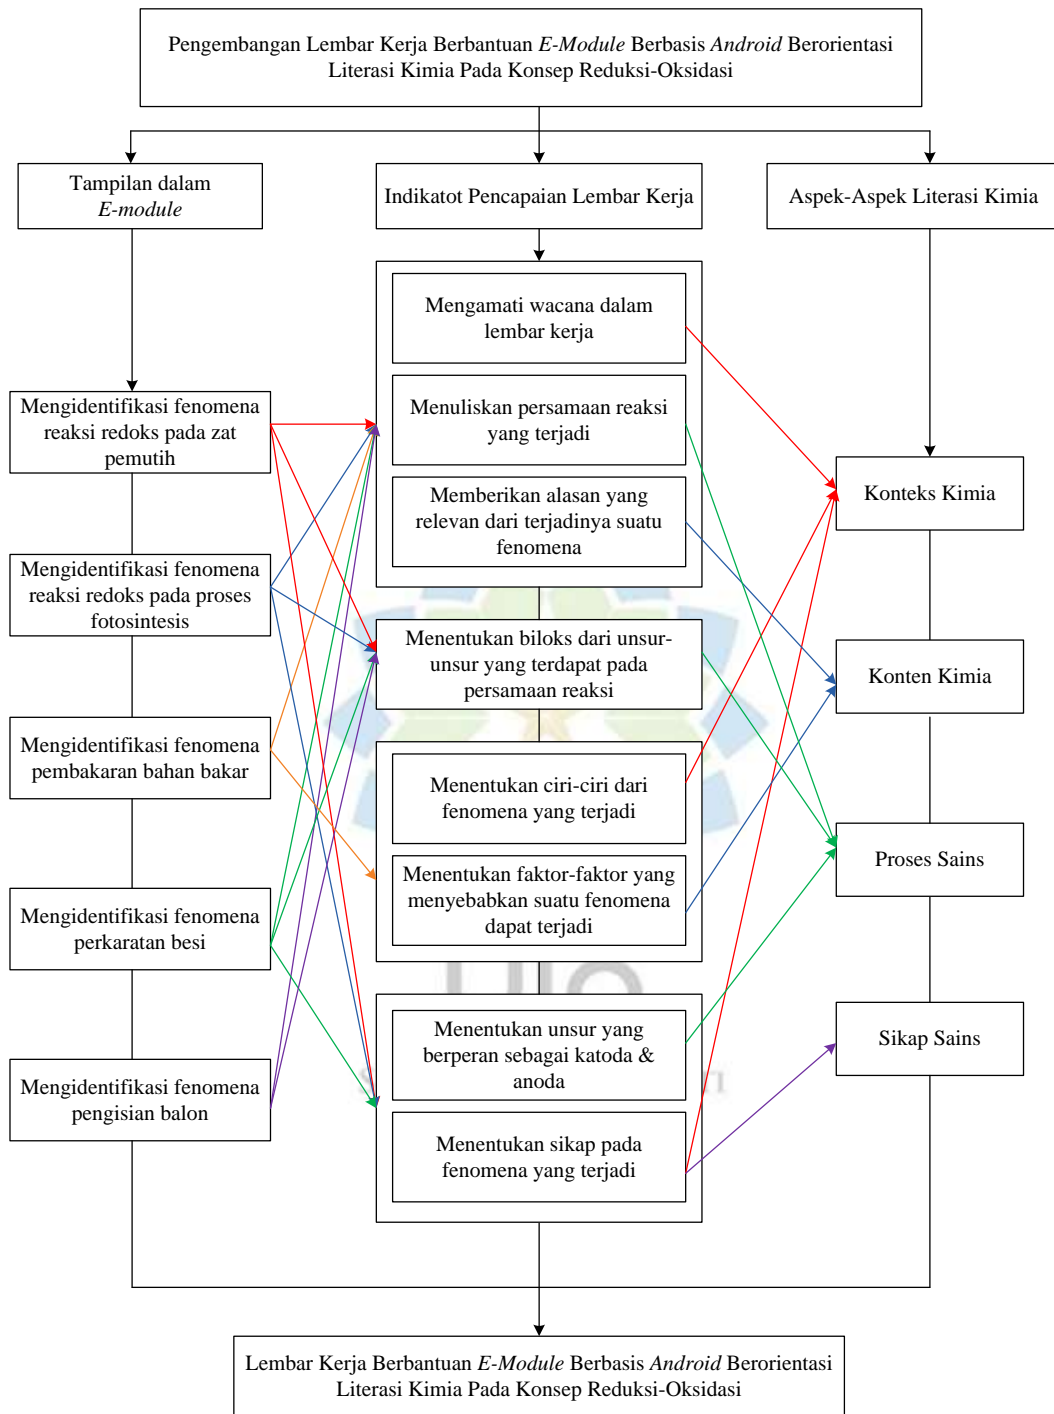 Pengembangan Lembar Kerja Berbantuan E-Module Berbasis Android Berorientasi
Literasi Kimia Pada Konsep Reduksi-Oksidasi
Tampilan dalam
E-module
Indikatot Pencapaian Lembar Kerja
Aspek-Aspek Literasi Kimia
Mengidentifikasi fenomena
reaksi redoks pada zat
pemutih
Mengidentifikasi fenomena
reaksi redoks pada proses
fotosintesis
Mengidentifikasi fenomena
pembakaran bahan bakar
Mengidentifikasi fenomena
perkaratan besi
Mengidentifikasi fenomena
pengisian balon
Mengamati wacana dalam
lembar kerja
Menuliskan persamaan reaksi
yang terjadi
Memberikan alasan yang
relevan dari terjadinya suatu
fenomena
Menentukan biloks dari unsur-
unsur yang terdapat pada
persamaan reaksi
Menentukan ciri-ciri dari
fenomena yang terjadi
Menentukan faktor-faktor yang
menyebabkan suatu fenomena
dapat terjadi
Menentukan unsur yang
berperan sebagai katoda &
anoda
Menentukan sikap pada
fenomena yang terjadi
Konteks Kimia
Konten Kimia
Proses Sains
Sikap Sains
Lembar Kerja Berbantuan E-Module Berbasis Android Berorientasi
Literasi Kimia Pada Konsep Reduksi-Oksidasi